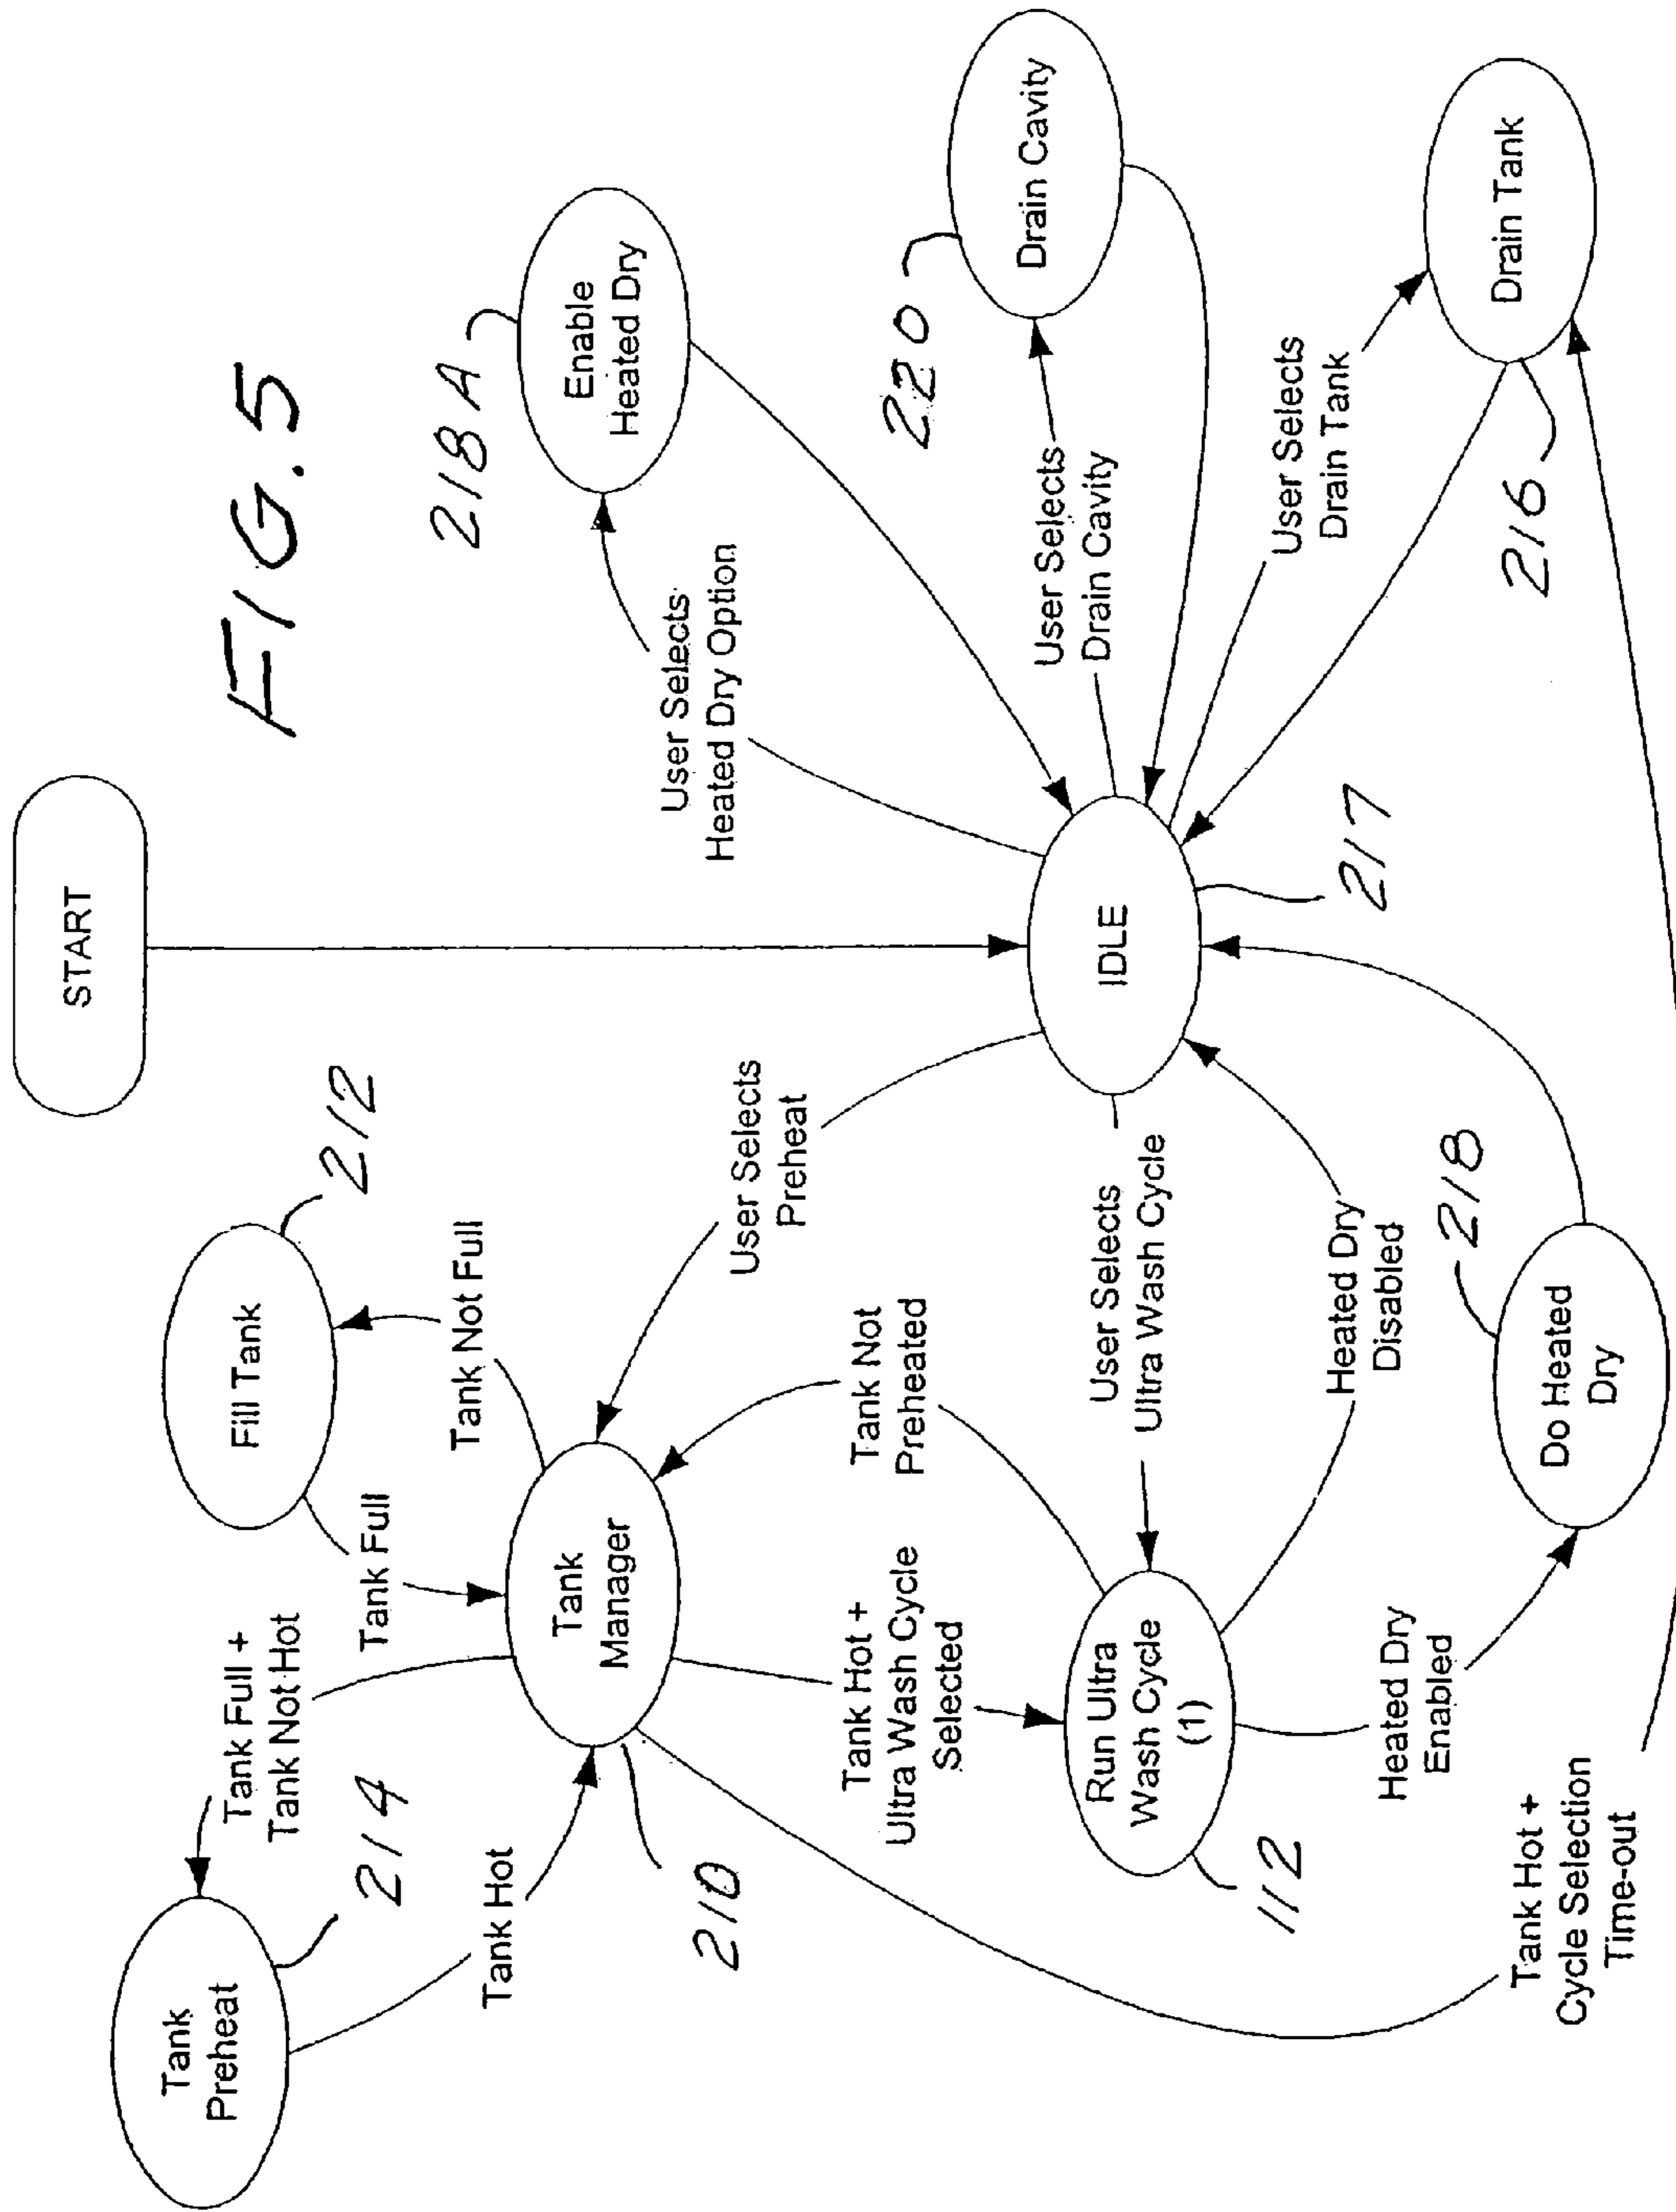 FIG. 5
START
Tank
Preheat
214
Tank Full +
Tank Not Hot
Tank Hot
Fill Tank
212
Tank Full
Tank Not Full
Tank
Manager
210
User Selects
Preheat
User Selects
Heated Dry Option
218A
Enable
Heated Dry
Tank Hot +
Ultra Wash Cycle
Selected
Tank Not
Preheated
IDLE
217
User Selects
Drain Cavity
220
Drain Cavity
User Selects
Ultra Wash Cycle
Run Ultra
Wash Cycle
(1)
112
Heated Dry
Disabled
Heated Dry
Enabled
218
Do Heated
Dry
User Selects
Drain Tank
216
Drain Tank
Tank Hot +
Cycle Selection
Time-out